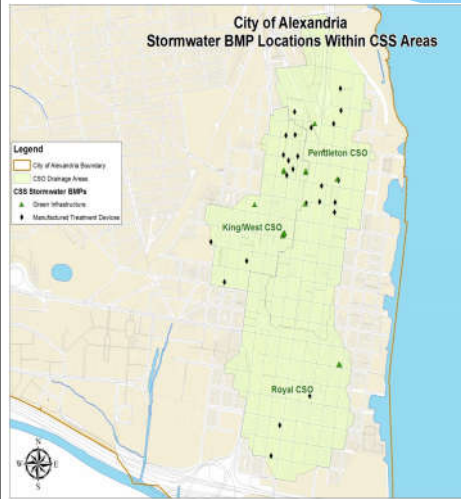 City of Alexandria
Stormwater BMP Locations Within CSS Areas
Legend
City of Alexandria Boundary
CSO Drainage Areas
CSS Stormwater BMPs
Green Infrastructure
Manufactured Treatment Devices
Pendleton CSO
King/West CSO
Royal CSO
N
W
E
S